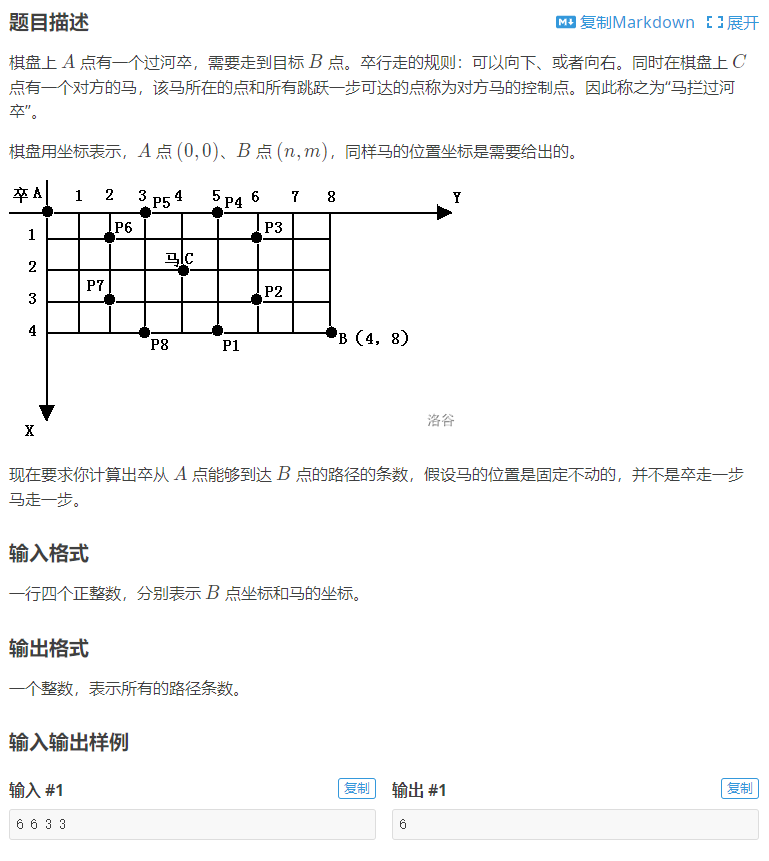 题目描述 复制Markdown 展开
棋盘上 A 点有一个过河卒，需要走到目标 B 点。卒行走的规则：可以向下、或者向右。同时在棋盘上 C
点有一个对方的马，该马所在的点和所有跳跃一步可达的点称为对方马的控制点。因此称之为“马拦过河
卒”。
棋盘用坐标表示，A 点 (0,0)、B 点 (n,m)，同样马的位置坐标是需要给出的。
卒 A 1 2 3 P5 4 5 P4 6 7 8 Y
1 P6 P3
2 马 C
3 P7 P2
4 P8 P1 B（4，8）
洛谷
X
现在要求你计算出卒从 A 点能够到达 B 点的路径的条数，假设马的位置是固定不动的，并不是卒走一步
马走一步。
输入格式
一行四个正整数，分别表示 B 点坐标和马的坐标。
输出格式
一个整数，表示所有的路径条数。
输入输出样例
输入 #1 复制 输出 #1 复制
6 6 3 3 6